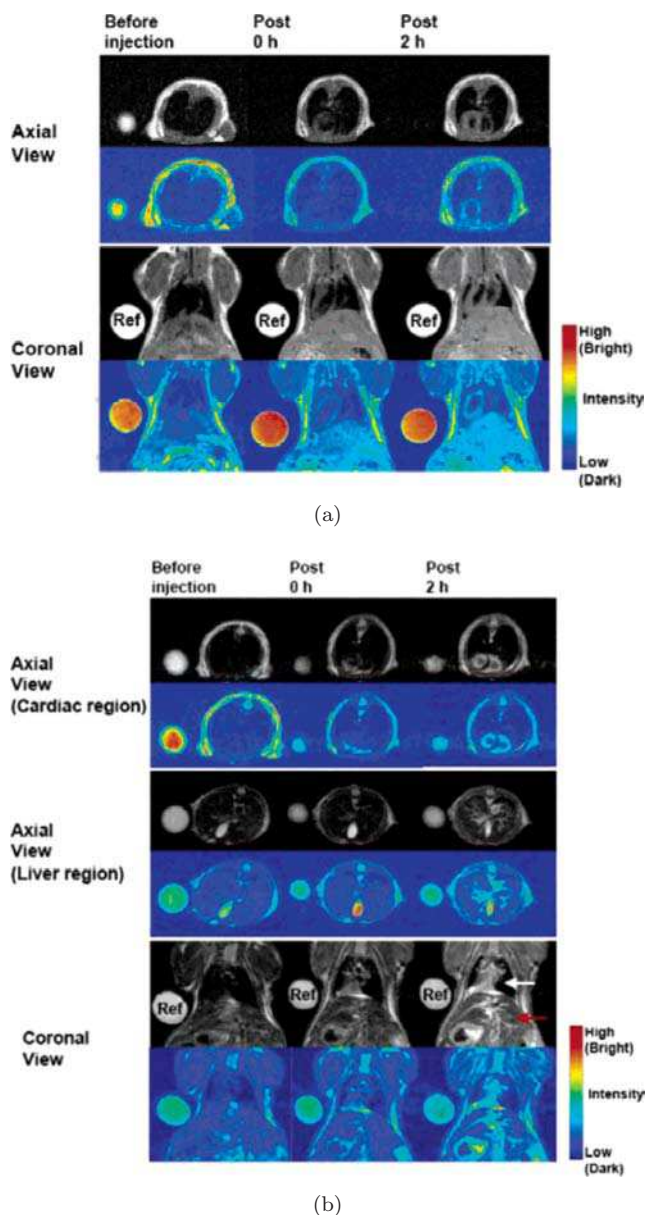 Before injection Post 0 h Post 2 h
Axial View
Ref Ref Ref
Coronal View
High (Bright)
Intensity
Low (Dark)
(a)
Before injection Post 0 h Post 2 h
Axial View (Cardiac region)
Axial View (Liver region)
Ref Ref Ref
Coronal View
High (Bright)
Intensity
Low (Dark)
(b)